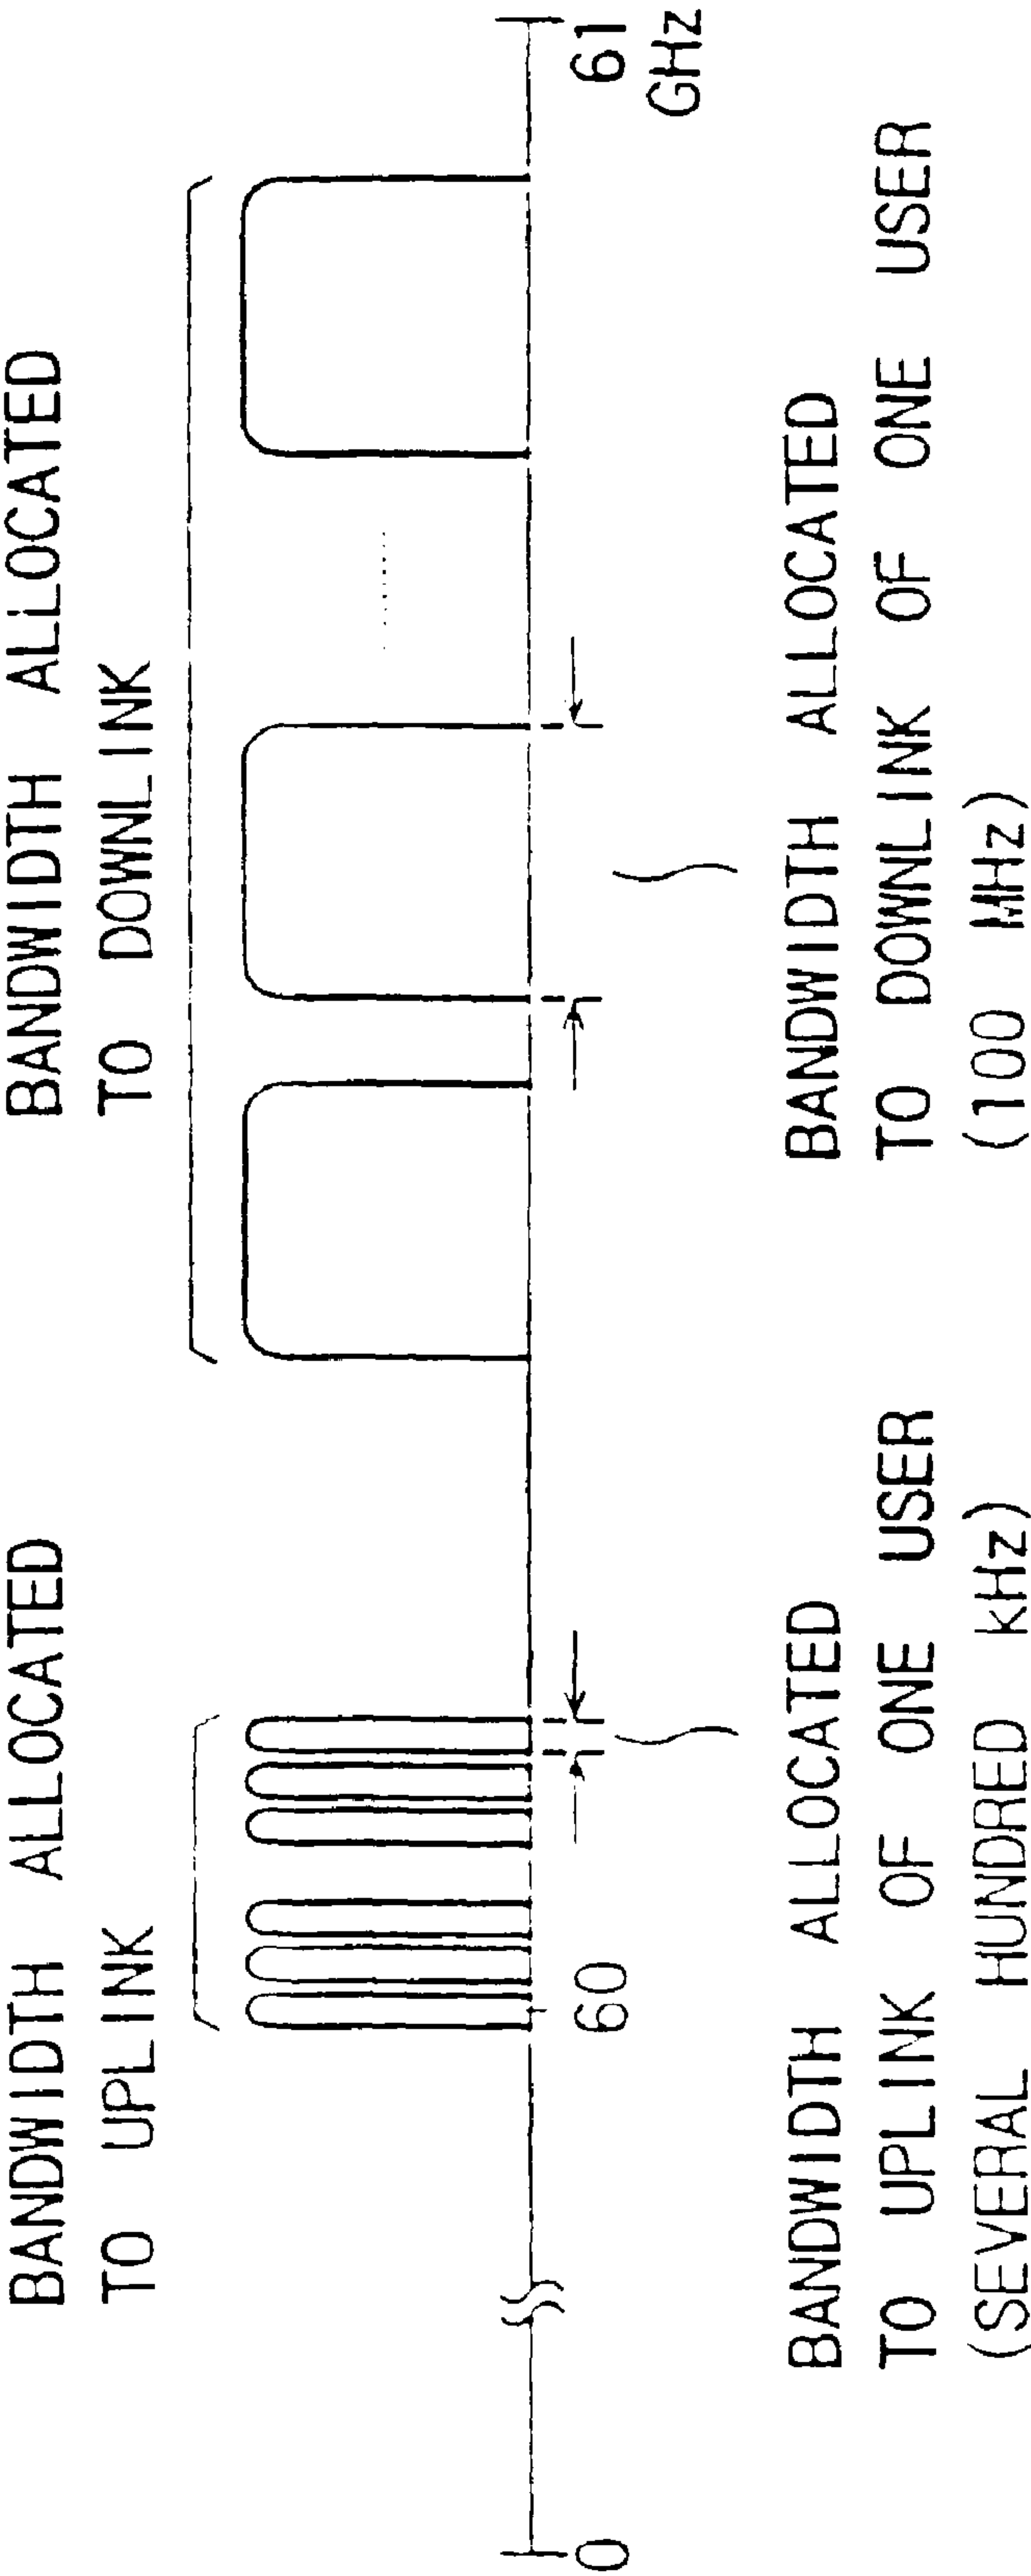 BANDWIDTH ALLOCATED
TO UPLINK
BANDWIDTH ALLOCATED
TO DOWNLINK
0
60
61
GHz
BANDWIDTH ALLOCATED
TO UPLINK OF ONE USER
(SEVERAL HUNDRED kHz)
BANDWIDTH ALLOCATED
TO DOWNLINK OF ONE USER
(100 MHz)